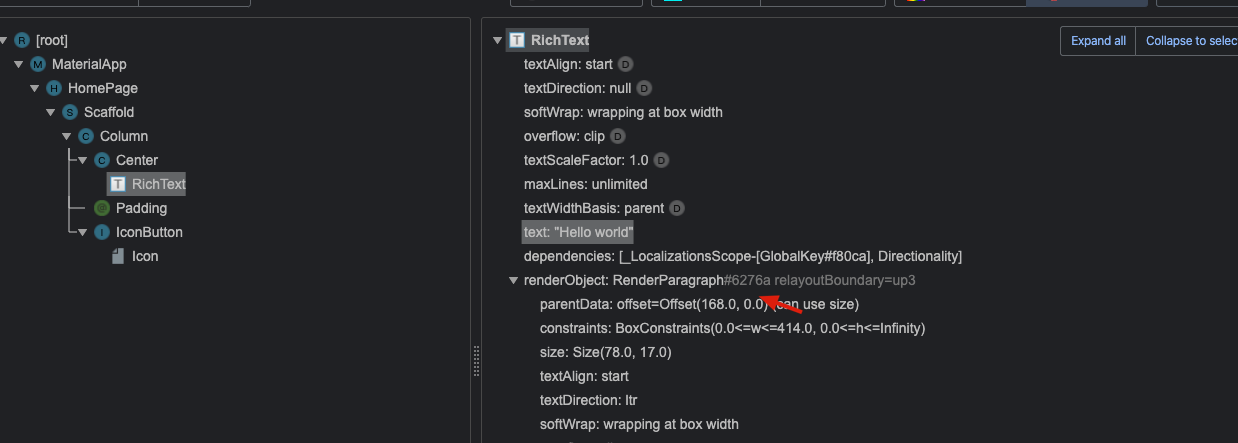 R [root]
M MaterialApp
H HomePage
S Scaffold
C Column
C Center
T RichText
Padding
I IconButton
Icon
T RichText
Expand all
Collapse to selec
textAlign: start D
textDirection: null D
softWrap: wrapping at box width
overflow: clip D
textScaleFactor: 1.0 D
maxLines: unlimited
textWidthBasis: parent D
text: "Hello world"
dependencies: [_LocalizationsScope-[GlobalKey#f80ca], Directionality]
renderObject: RenderParagraph#6276a relayoutBoundary=up3
parentData: offset=Offset(168.0, 0.0) (can use size)
constraints: BoxConstraints(0.0<=w<=414.0, 0.0<=h<=Infinity)
size: Size(78.0, 17.0)
textAlign: start
textDirection: ltr
softWrap: wrapping at box width